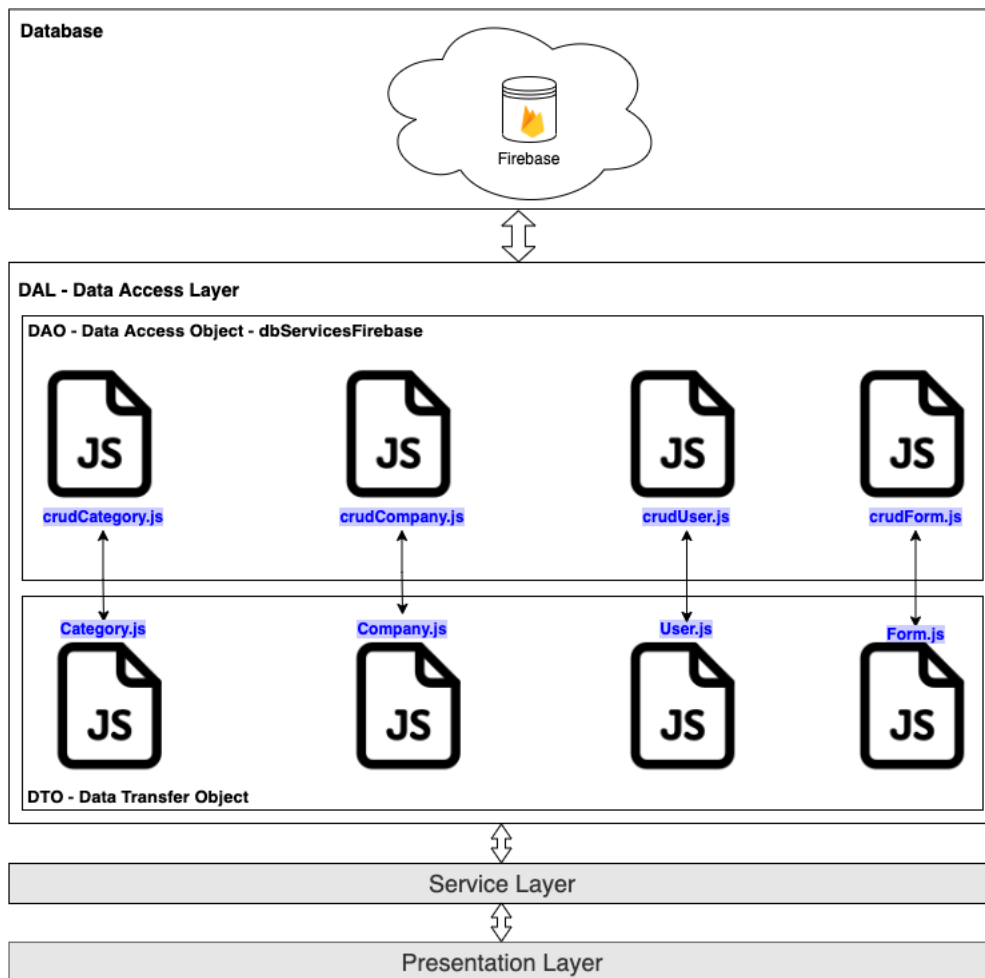 Database
Firebase
DAL - Data Access Layer
DAO - Data Access Object - dbServicesFirebase
JS JS JS JS
crudCategory.js crudCompany.js crudUser.js crudForm.js
Category.js Company.js User.js Form.js
JS JS JS JS
DTO - Data Transfer Object
Service Layer
Presentation Layer